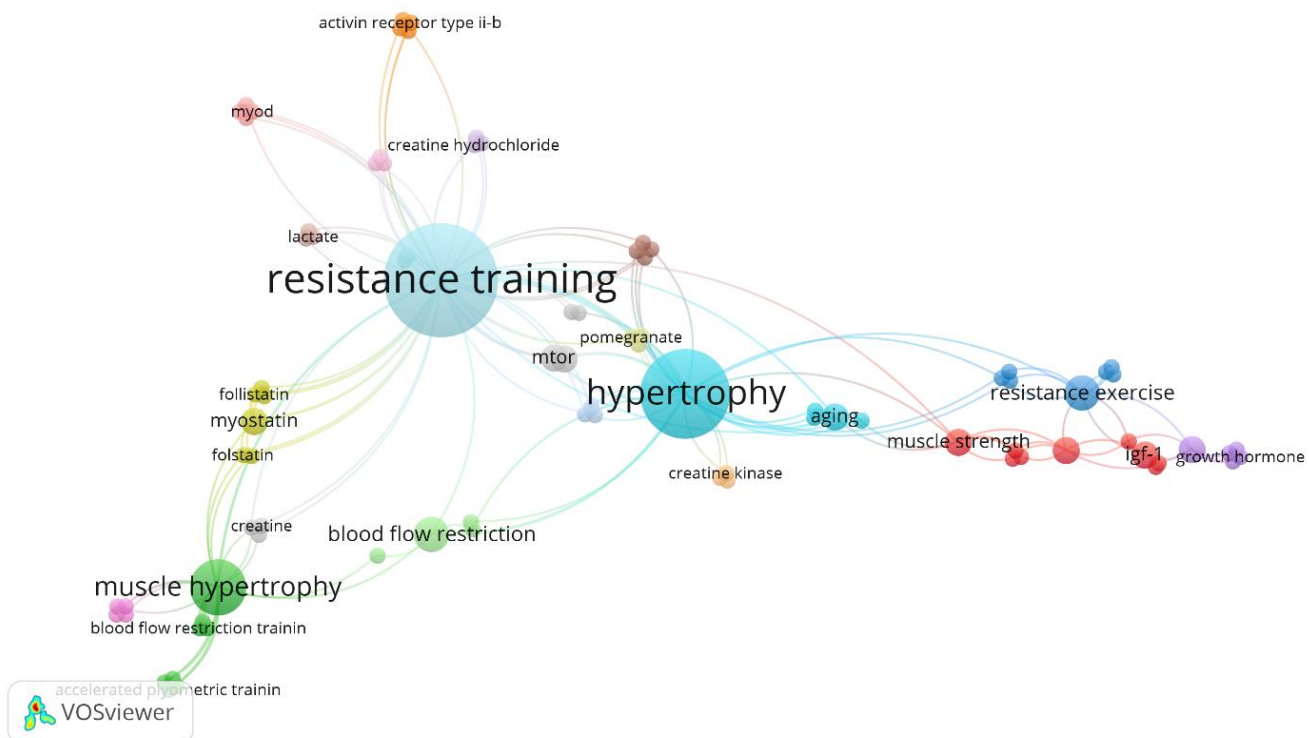 activin receptor type ii-b
myod
creatine hydrochloride
lactate
resistance training
pomegranate
mtor
hypertrophy
follistatin
myostatin
folstatin
resistance exercise
aging
muscle strength
igf-1
growth hormone
creatine kinase
creatine
blood flow restriction
muscle hypertrophy
blood flow restriction trainin
accelerated plyometric trainin
VOSviewer